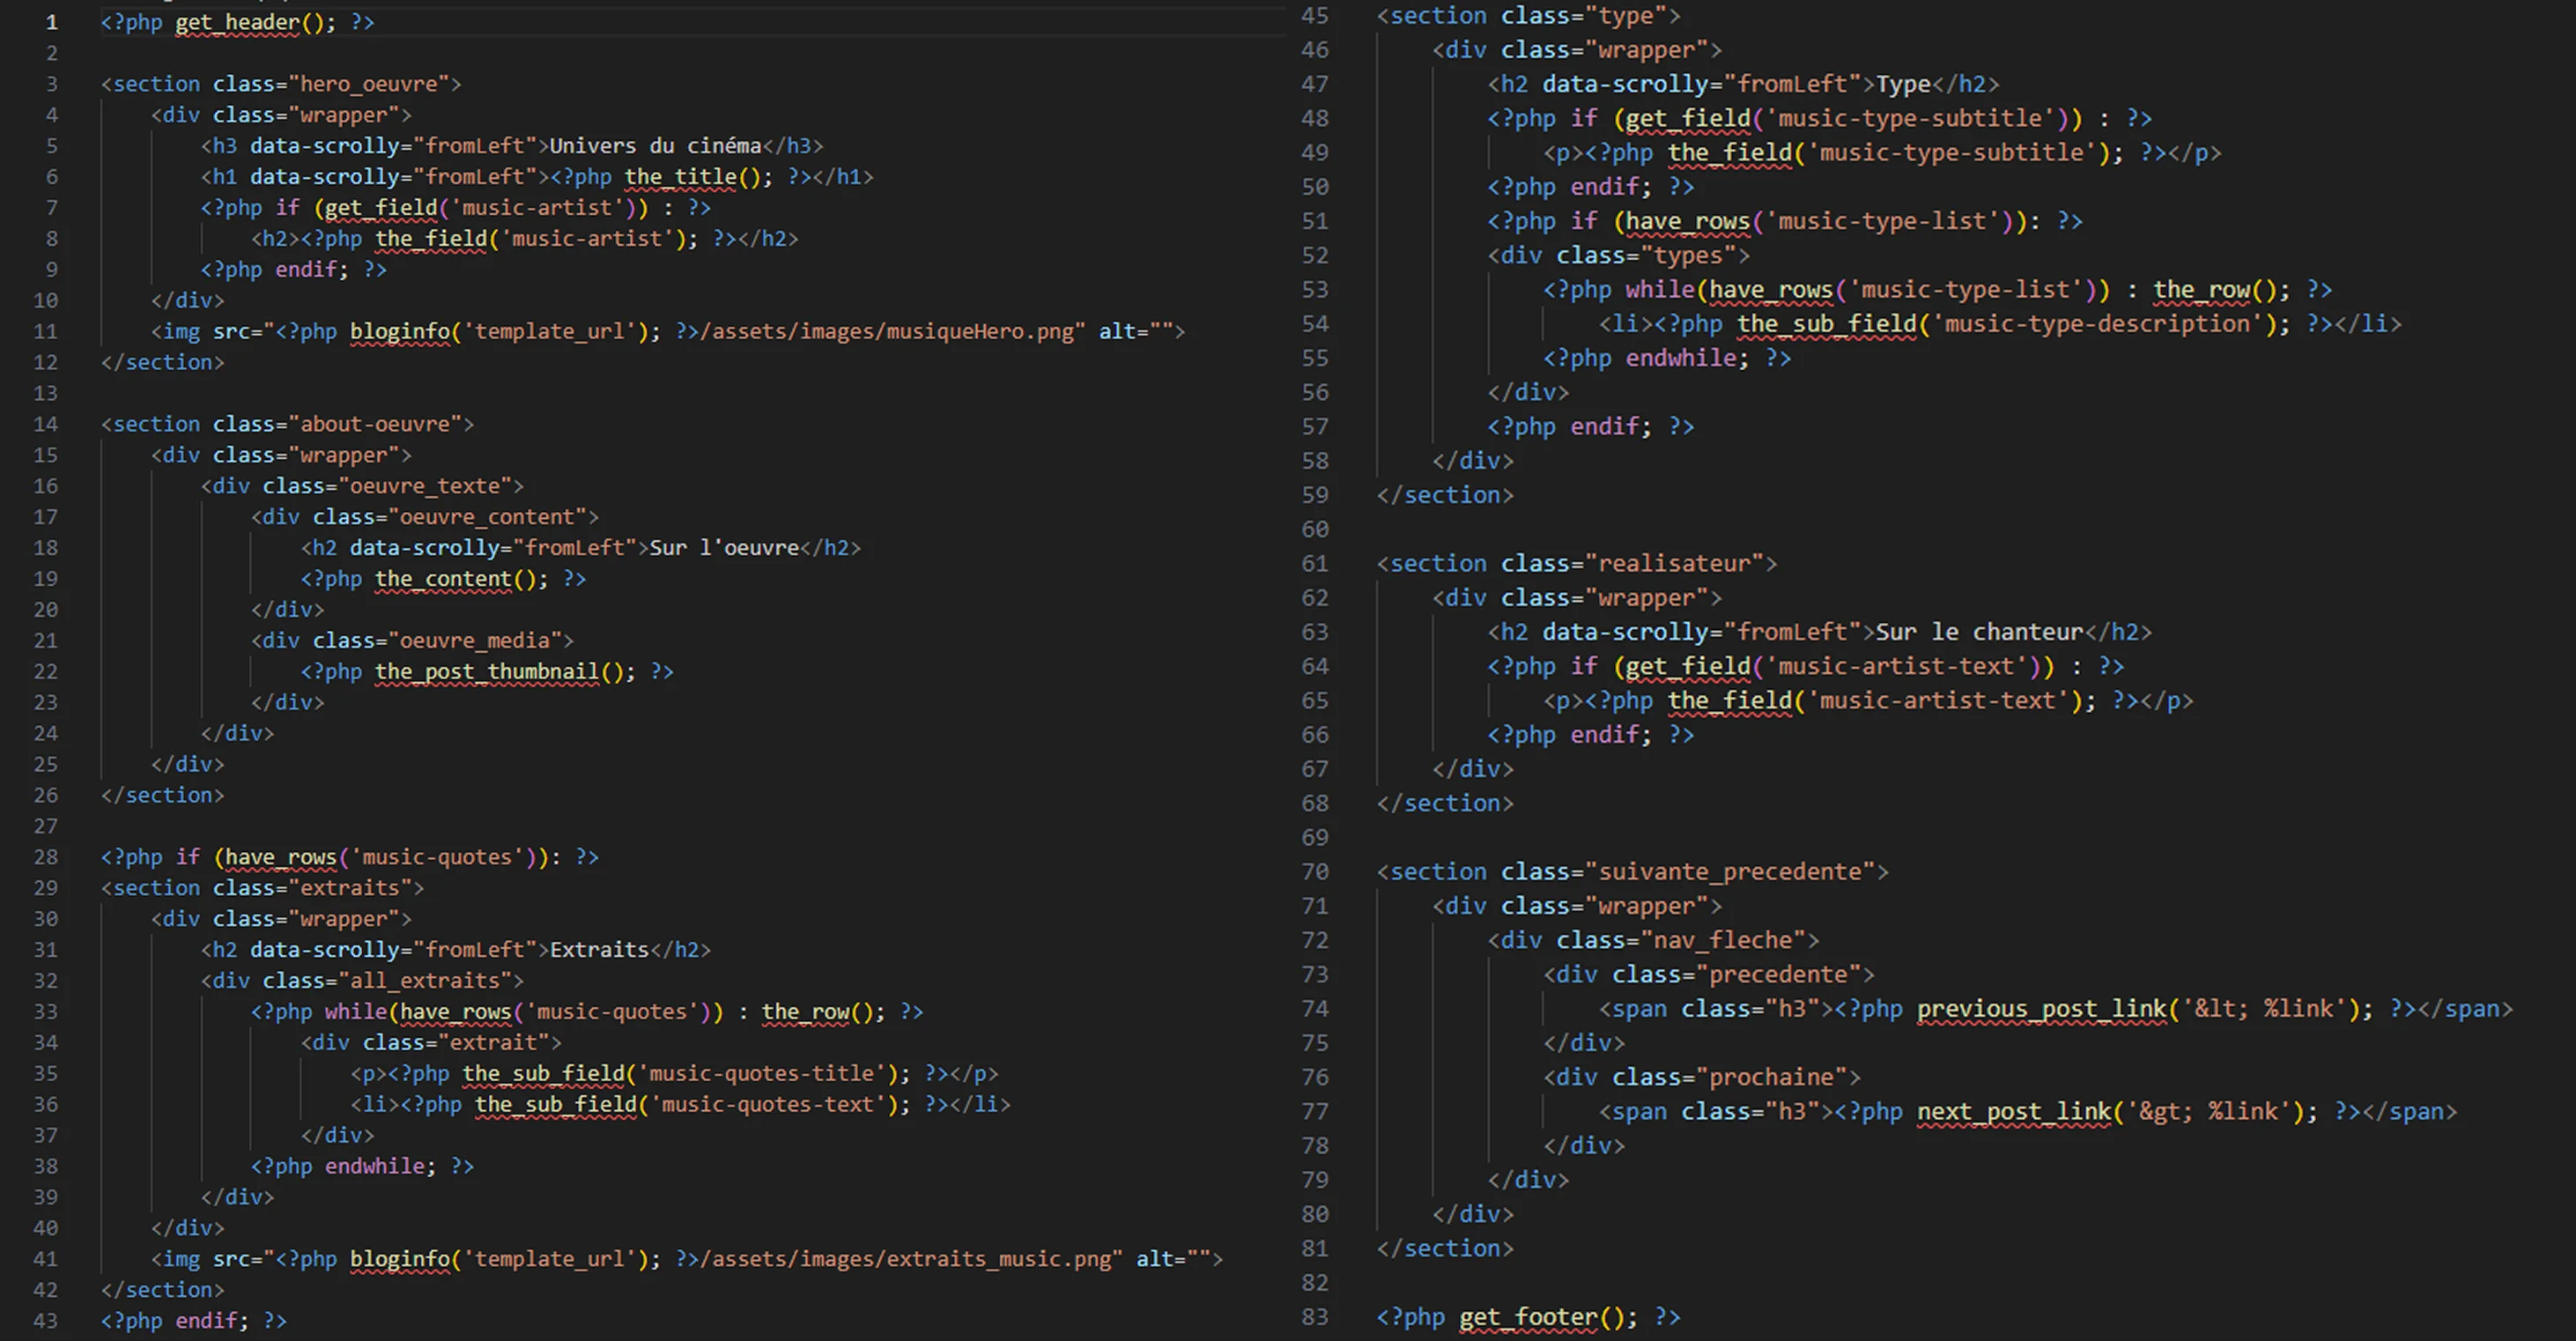 1 <?php get_header(); ?>
2
3 <section class="hero_oeuvre">
4     <div class="wrapper">
5         <h3 data-scrolly="fromLeft">Univers du cinéma</h3>
6         <h1 data-scrolly="fromLeft"><?php the_title(); ?></h1>
7         <?php if (get_field('music-artist')) : ?>
8             <h2><?php the_field('music-artist'); ?></h2>
9         <?php endif; ?>
10     </div>
11     <img src="<?php bloginfo('template_url'); ?>/assets/images/musiqueHero.png" alt="">
12 </section>
13
14 <section class="about-oeuvre">
15     <div class="wrapper">
16         <div class="oeuvre_texte">
17             <div class="oeuvre_content">
18                 <h2 data-scrolly="fromLeft">Sur l'oeuvre</h2>
19                 <?php the_content(); ?>
20             </div>
21             <div class="oeuvre_media">
22                 <?php the_post_thumbnail(); ?>
23             </div>
24         </div>
25     </div>
26 </section>
27
28 <?php if (have_rows('music-quotes')): ?>
29 <section class="extraits">
30     <div class="wrapper">
31         <h2 data-scrolly="fromLeft">Extraits</h2>
32         <div class="all_extraits">
33             <?php while(have_rows('music-quotes')) : the_row(); ?>
34                 <div class="extrait">
35                     <p><?php the_sub_field('music-quotes-title'); ?></p>
36                     <li><?php the_sub_field('music-quotes-text'); ?></li>
37                 </div>
38             <?php endwhile; ?>
39         </div>
40     </div>
41     <img src="<?php bloginfo('template_url'); ?>/assets/images/extraits_music.png" alt="">
42 </section>
43 <?php endif; ?>
45 <section class="type">
46     <div class="wrapper">
47         <h2 data-scrolly="fromLeft">Type</h2>
48         <?php if (get_field('music-type-subtitle')) : ?>
49             <p><?php the_field('music-type-subtitle'); ?></p>
50         <?php endif; ?>
51         <?php if (have_rows('music-type-list')): ?>
52         <div class="types">
53             <?php while(have_rows('music-type-list')) : the_row(); ?>
54                 <li><?php the_sub_field('music-type-description'); ?></li>
55             <?php endwhile; ?>
56         </div>
57         <?php endif; ?>
58     </div>
59 </section>
60
61 <section class="realisateur">
62     <div class="wrapper">
63         <h2 data-scrolly="fromLeft">Sur le chanteur</h2>
64         <?php if (get_field('music-artist-text')) : ?>
65             <p><?php the_field('music-artist-text'); ?></p>
66         <?php endif; ?>
67     </div>
68 </section>
69
70 <section class="suivante_precedente">
71     <div class="wrapper">
72         <div class="nav_fleche">
73             <div class="precedente">
74                 <span class="h3"><?php previous_post_link('&lt; %link'); ?></span>
75             </div>
76             <div class="prochaine">
77                 <span class="h3"><?php next_post_link('&gt; %link'); ?></span>
78             </div>
79         </div>
80     </div>
81 </section>
82
83 <?php get_footer(); ?>